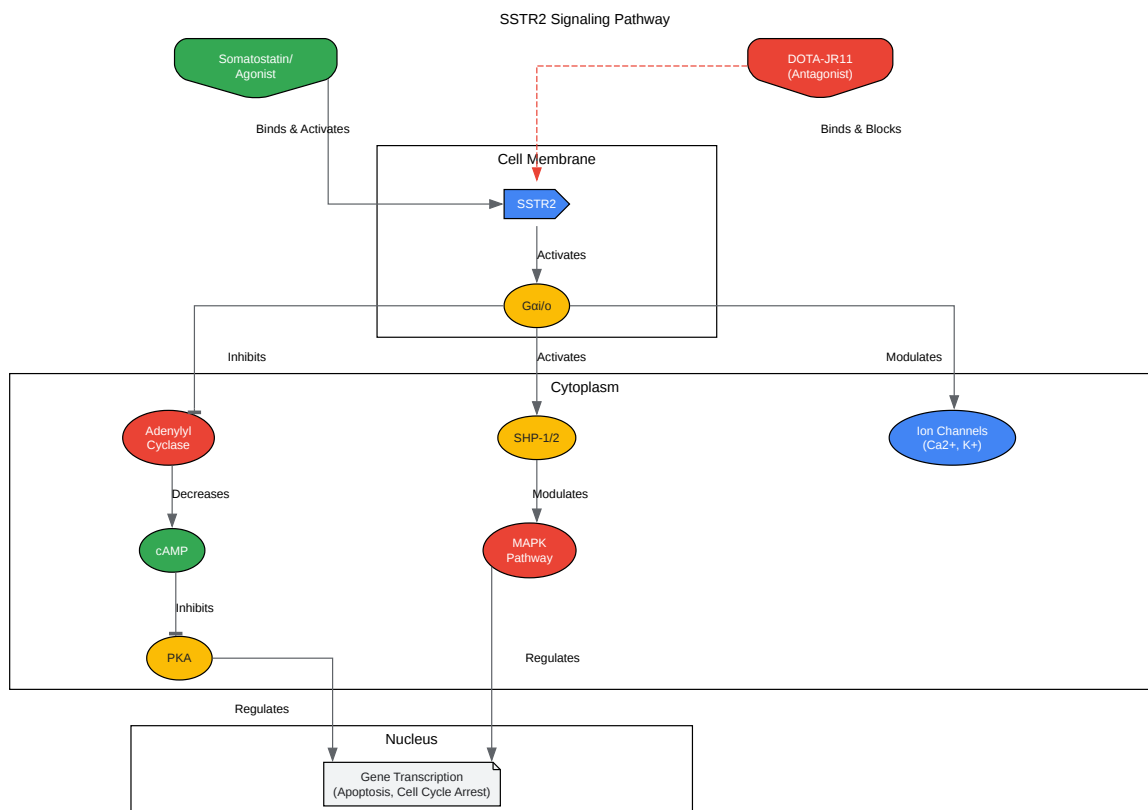 SSTR2 Signaling Pathway
Somatostatin/
Agonist
DOTA-JR11
(Antagonist)
Binds & Activates
Binds & Blocks
Cell Membrane
SSTR2
Activates
Gαi/o
Inhibits
Activates
Modulates
Cytoplasm
Adenylyl
Cyclase
SHP-1/2
Ion Channels
(Ca2+, K+)
Decreases
Modulates
cAMP
MAPK
Pathway
Inhibits
PKA
Regulates
Regulates
Nucleus
Gene Transcription
(Apoptosis, Cell Cycle Arrest)